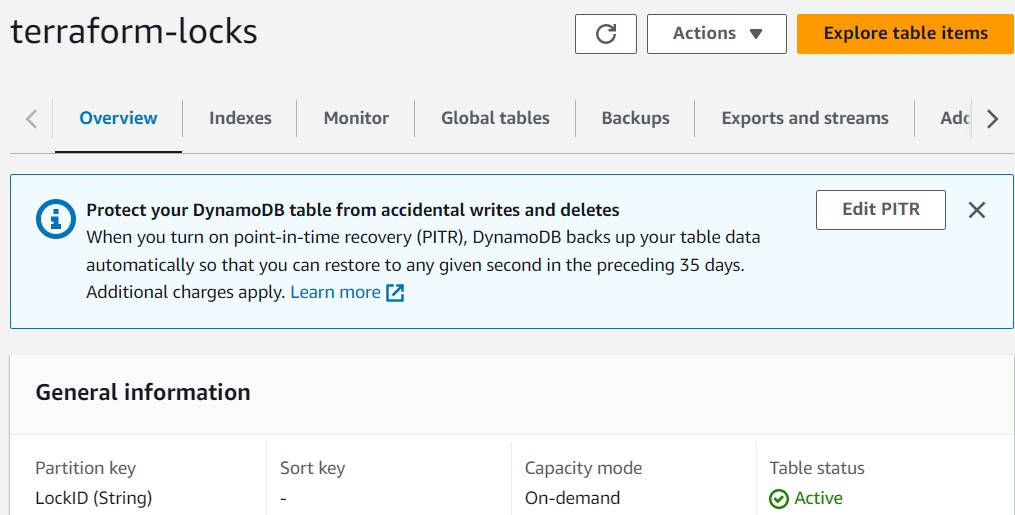 terraform-locks
Actions
Explore table items
Overview
Indexes
Monitor
Global tables
Backups
Exports and streams
Protect your DynamoDB table from accidental writes and deletes
Edit PITR
When you turn on point-in-time recovery (PITR), DynamoDB backs up your table data
automatically so that you can restore to any given second in the preceding 35 days.
Additional charges apply. Learn more
General information
Partition key
LockID (String)
Sort key
-
Capacity mode
On-demand
Table status
Active